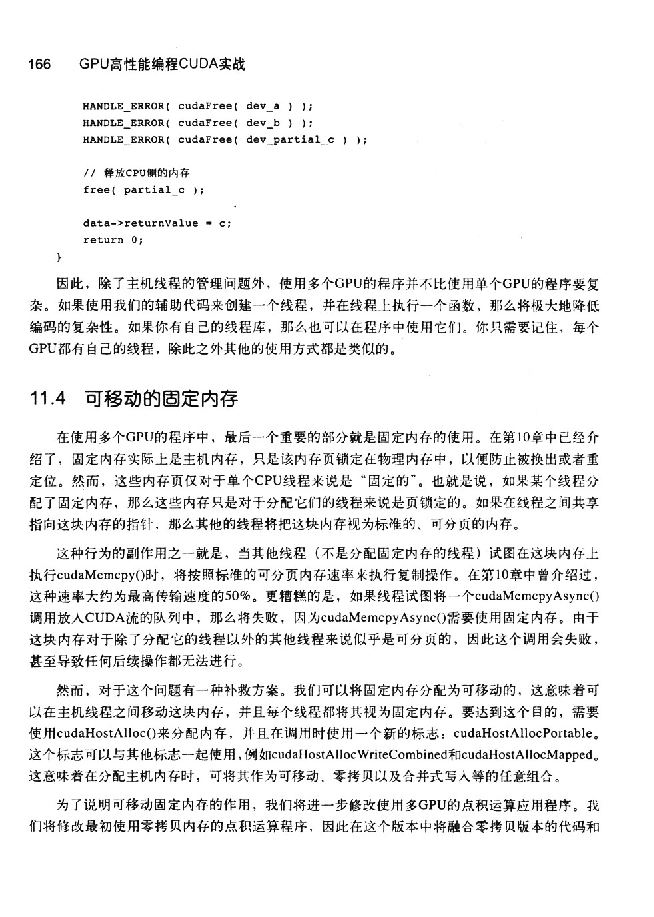 166 GPU高性能编程CUDA实战
HANDLE_ERROR( cudaFree( dev_a ) );
HANDLE_ERROR( cudaFree( dev_b ) );
HANDLE_ERROR( cudaFree( dev_partial_c ) );
// 释放CPU侧的内存
free( partial_c );
data->returnValue = c;
return 0;
}
因此，除了主机线程的管理问题外，使用多个GPU的程序并不比使用单个GPU的程序要复
杂。如果使用我们的辅助代码来创建一个线程，并在线程上执行一个函数，那么将极大地降低
编码的复杂性。如果你有自己的线程库，那么也可以在程序中使用它们。你只需要记住，每个
GPU都有自己的线程，除此之外其他的使用方式都是类似的。
11.4 可移动的固定内存
在使用多个GPU的程序中，最后一个重要的部分就是固定内存的使用。在第10章中已经介
绍了，固定内存实际上是主机内存，只是该内存页锁定在物理内存中，以便防止被换出或者重
定位。然而，这些内存页仅对于单个CPU线程来说是“固定的”。也就是说，如果某个线程分
配了固定内存，那么这些内存只是对于分配它们的线程来说是页锁定的。如果在线程之间共享
指向这块内存的指针，那么其他的线程将把这块内存视为标准的、可分页的内存。
这种行为的副作用之一就是，当其他线程（不是分配固定内存的线程）试图在这块内存上
执行cudaMemcpy()时，将按照标准的可分页内存速率来执行复制操作。在第10章中曾介绍过，
这种速率大约为最高传输速度的50%。更糟糕的是，如果线程试图将一个cudaMemcpyAsync()
调用放入CUDA流的队列中，那么将失败，因为cudaMemcpyAsync()需要使用固定内存。由于
这块内存对于除了分配它的线程以外的其他线程来说似乎是可分页的，因此这个调用会失败，
甚至导致任何后续操作都无法进行。
然而，对于这个问题有一种补救方案。我们可以将固定内存分配为可移动的，这意味着可
以在主机线程之间移动这块内存，并且每个线程都将其视为固定内存。要达到这个目的，需要
使用cudaHostAlloc()来分配内存，并且在调用时使用一个新的标志：cudaHostAllocPortable。
这个标志可以与其他标志一起使用，例如cudaHostAllocWriteCombined和cudaHostAllocMapped。
这意味着在分配主机内存时，可将其作为可移动、零拷贝以及合并式写入等的任意组合。
为了说明可移动固定内存的作用，我们将进一步修改使用多GPU的点积运算应用程序。我
们将修改最初使用零拷贝内存的点积运算程序，因此在这个版本中将融合零拷贝版本的代码和